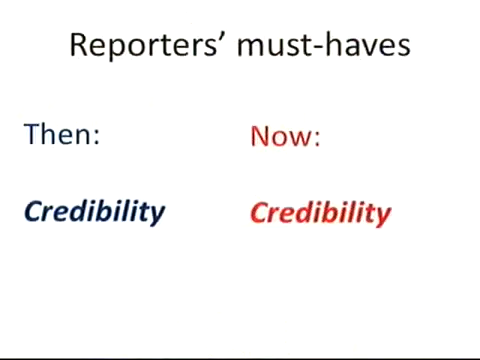 Reporters’ must-haves
Then:
Now:
Credibility
Credibility